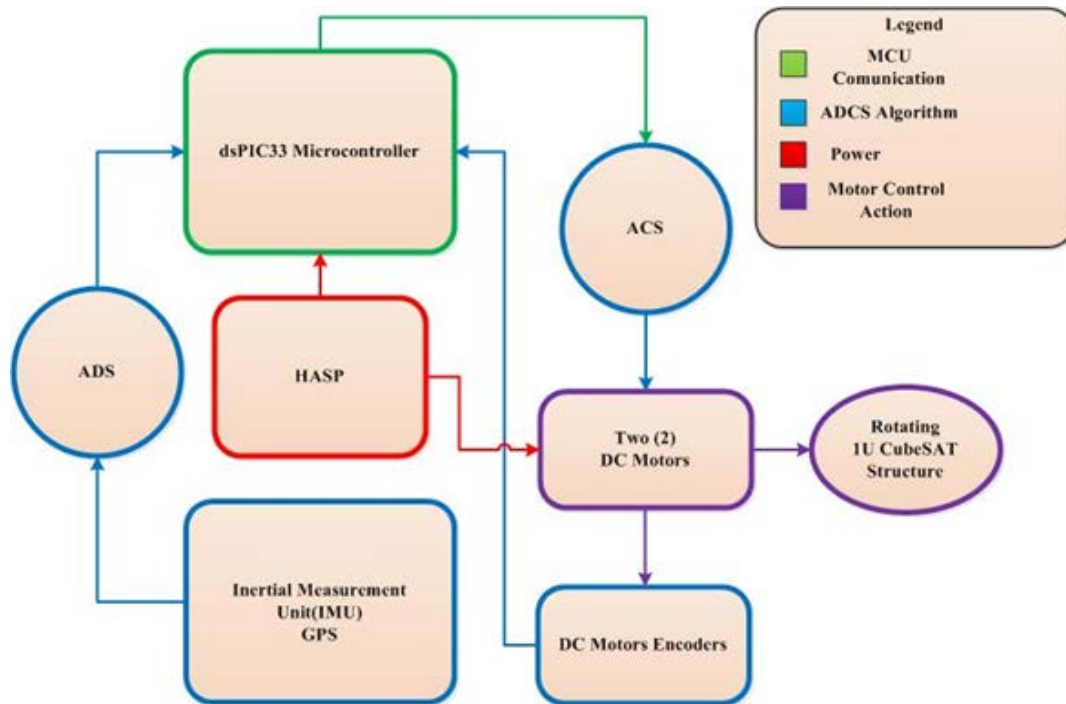 dsPIC33 Microcontroller
Legend
MCU
Comunication
ADCS Algorithm
Power
Motor Control
Action
ACS
ADS
HASP
Two (2)
DC Motors
Rotating
1U CubeSAT
Structure
Inertial Measurement
Unit(IMU)
GPS
DC Motors Encoders